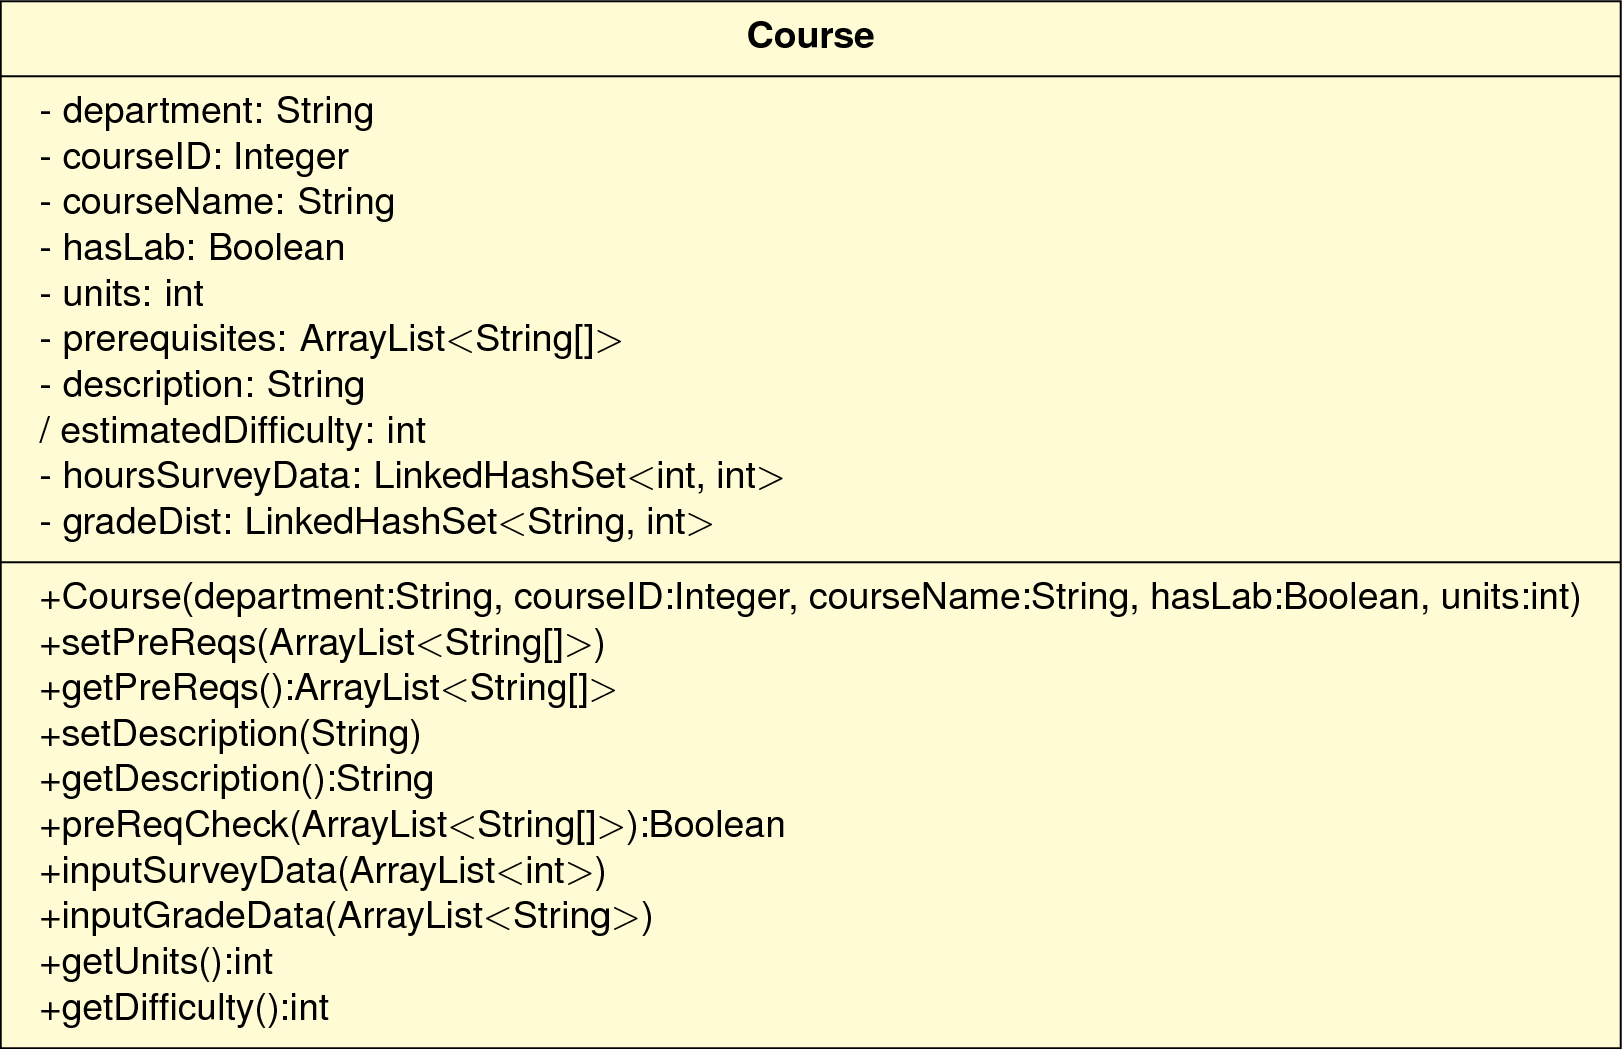 Course
- department: String
- courseID: Integer
- courseName: String
- hasLab: Boolean
- units: int
- prerequisites: ArrayList<String[]>
- description: String
/ estimatedDifficulty: int
- hoursSurveyData: LinkedHashSet<int, int>
- gradeDist: LinkedHashSet<String, int>
+Course(department:String, courseID:Integer, courseName:String, hasLab:Boolean, units:int)
+setPreReqs(ArrayList<String[]>)
+getPreReqs():ArrayList<String[]>
+setDescription(String)
+getDescription():String
+preReqCheck(ArrayList<String[]>):Boolean
+inputSurveyData(ArrayList<int>)
+inputGradeData(ArrayList<String>)
+getUnits():int
+getDifficulty():int